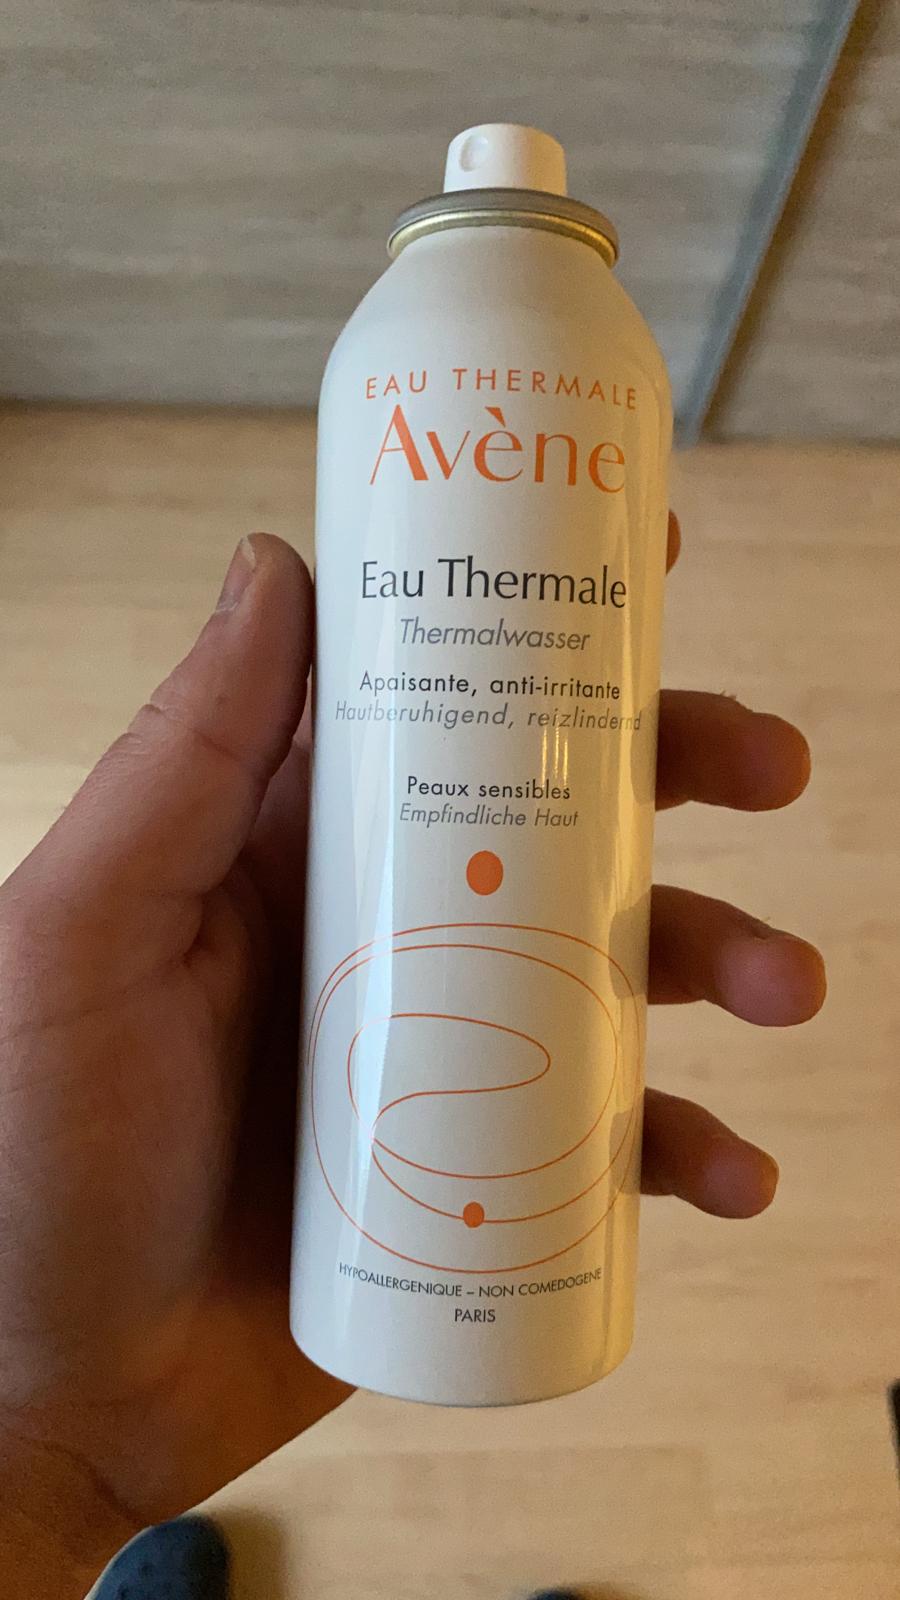 EAU THERMALE
Avène
Eau Thermale
Thermalwasser
Apaisante, anti-irritante
Hautberuhigend, reizlindernd
Peaux sensibles
Empfindliche Haut
HYPOALLERGENIQUE – NON COMEDOGENE
PARIS